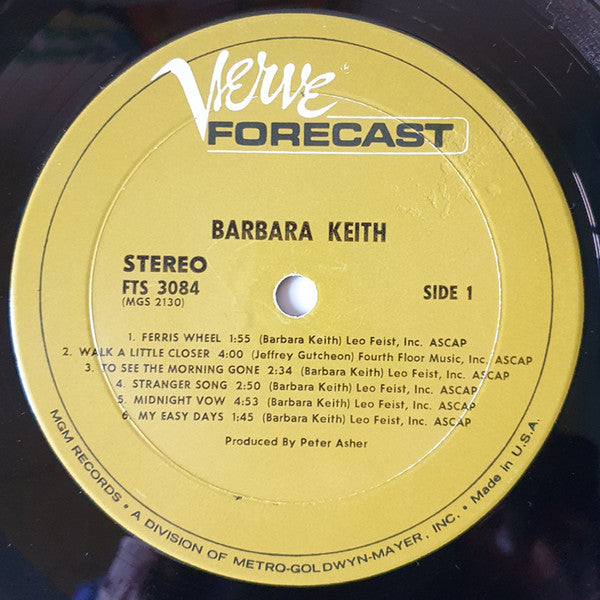 Verve
FORECAST
BARBARA KEITH
STEREO
FTS 3084
(MGS 2130)
SIDE 1
1. FERRIS WHEEL 1:55 (Barbara Keith) Leo Feist, Inc. ASCAP
2. WALK A LITTLE CLOSER 4:00 (Jeffrey Gutcheon) Fourth Floor Music, Inc. ASCAP
3. TO SEE THE MORNING GONE 2:34 (Barbara Keith) Leo Feist, Inc. ASCAP
4. STRANGER SONG 2:50 (Barbara Keith) Leo Feist, Inc. ASCAP
5. MIDNIGHT VOW 4:53 (Barbara Keith) Leo Feist, Inc. ASCAP
6. MY EASY DAYS 1:45 (Barbara Keith) Leo Feist, Inc. ASCAP
Produced By Peter Asher
MGM RECORDS • A DIVISION OF METRO-GOLDWYN-MAYER, INC. • Made in U.S.A.